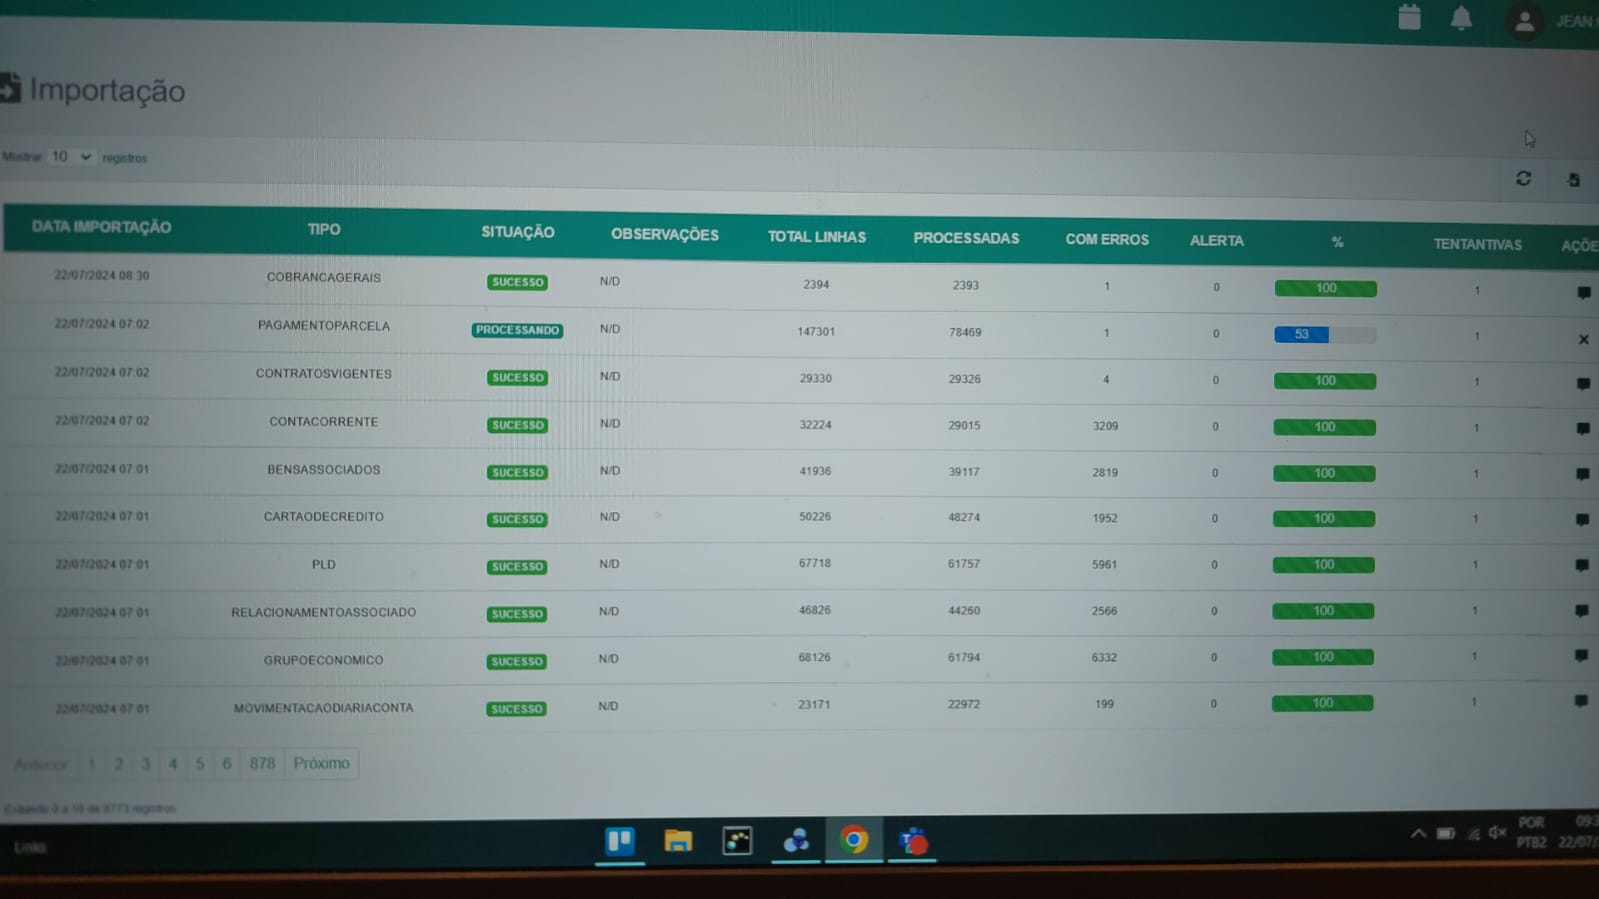 JEAN
Importação
Mostrar 10 registros
DATA IMPORTAÇÃO TIPO SITUAÇÃO OBSERVAÇÕES TOTAL LINHAS PROCESSADAS COM ERROS ALERTA % TENTANTIVAS AÇÕE
22/07/2024 08:30 COBRANCAGERAIS SUCESSO N/D 2394 2393 1 0 100 1
22/07/2024 07:02 PAGAMENTOPARCELA PROCESSANDO N/D 147301 78469 1 0 53 1
22/07/2024 07:02 CONTRATOSVIGENTES SUCESSO N/D 29330 29326 4 0 100 1
22/07/2024 07:02 CONTACORRENTE SUCESSO N/D 32224 29015 3209 0 100 1
22/07/2024 07:01 BENSASSOCIADOS SUCESSO N/D 41936 39117 2819 0 100 1
22/07/2024 07:01 CARTAODECREDITO SUCESSO N/D 50226 48274 1952 0 100 1
22/07/2024 07:01 PLD SUCESSO N/D 67718 61757 5961 0 100 1
22/07/2024 07:01 RELACIONAMENTOASSOCIADO SUCESSO N/D 46826 44260 2566 0 100 1
22/07/2024 07:01 GRUPOECONOMICO SUCESSO N/D 68126 61794 6332 0 100 1
22/07/2024 07:01 MOVIMENTACAODIARIACONTA SUCESSO N/D 23171 22972 199 0 100 1
Anterior 1 2 3 4 5 6 878 Próximo
Exibindo 0 a 10 de 8773 registros
Links
POR 09:3
PTB2 22/07/